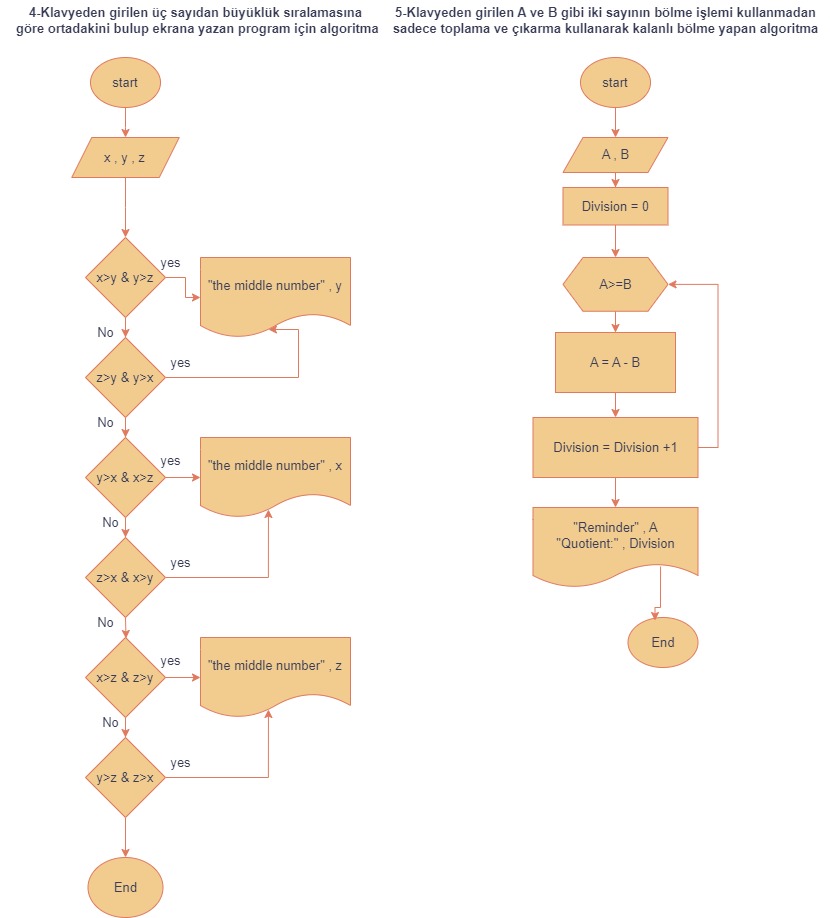 4-Klavyeden girilen üç sayıdan büyüklük sıralamasına
göre ortadakini bulup ekrana yazan program için algoritma
start
x , y , z
x>y & y>z
yes
"the middle number" , y
No
z>y & y>x
yes
No
y>x & x>z
yes
"the middle number" , x
No
z>x & x>y
yes
No
x>z & z>y
yes
"the middle number" , z
No
y>z & z>x
yes
End
5-Klavyeden girilen A ve B gibi iki sayının bölme işlemi kullanmadan
sadece toplama ve çıkarma kullanarak kalanlı bölme yapan algoritma
start
A , B
Division = 0
A>=B
A = A - B
Division = Division +1
"Reminder" , A
"Quotient:" , Division
End